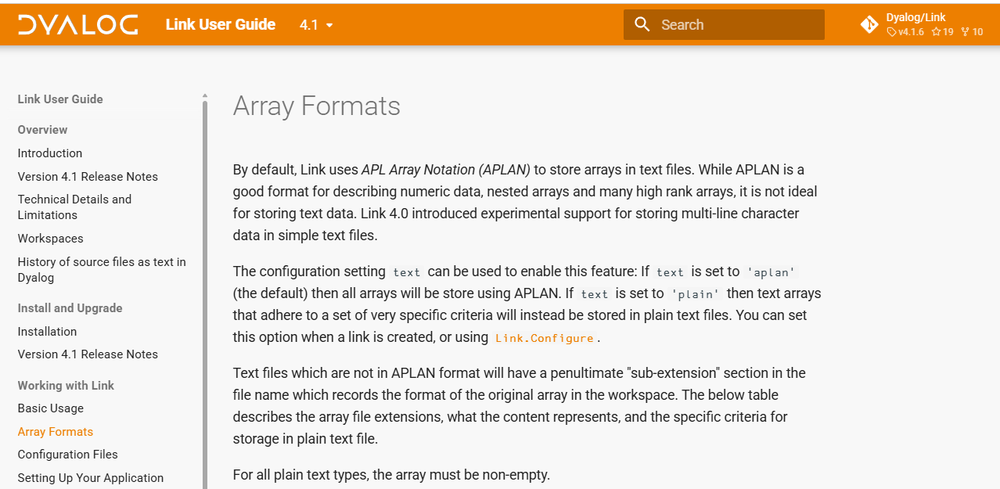 DYALOG Link User Guide 4.1 Search Dyalog/Link
v4.1.6 19 10
Link User Guide
Overview
Introduction
Version 4.1 Release Notes
Technical Details and
Limitations
Workspaces
History of source files as text in
Dyalog
Install and Upgrade
Installation
Version 4.1 Release Notes
Working with Link
Basic Usage
Array Formats
Configuration Files
Setting Up Your Application
Array Formats
By default, Link uses APL Array Notation (APLAN) to store arrays in text files. While APLAN is a
good format for describing numeric data, nested arrays and many high rank arrays, it is not ideal
for storing text data. Link 4.0 introduced experimental support for storing multi-line character
data in simple text files.
The configuration setting text can be used to enable this feature: If text is set to 'aplan'
(the default) then all arrays will be store using APLAN. If text is set to 'plain' then text arrays
that adhere to a set of very specific criteria will instead be stored in plain text files. You can set
this option when a link is created, or using Link.Configure.
Text files which are not in APLAN format will have a penultimate "sub-extension" section in the
file name which records the format of the original array in the workspace. The below table
describes the array file extensions, what the content represents, and the specific criteria for
storage in plain text file.
For all plain text types, the array must be non-empty.